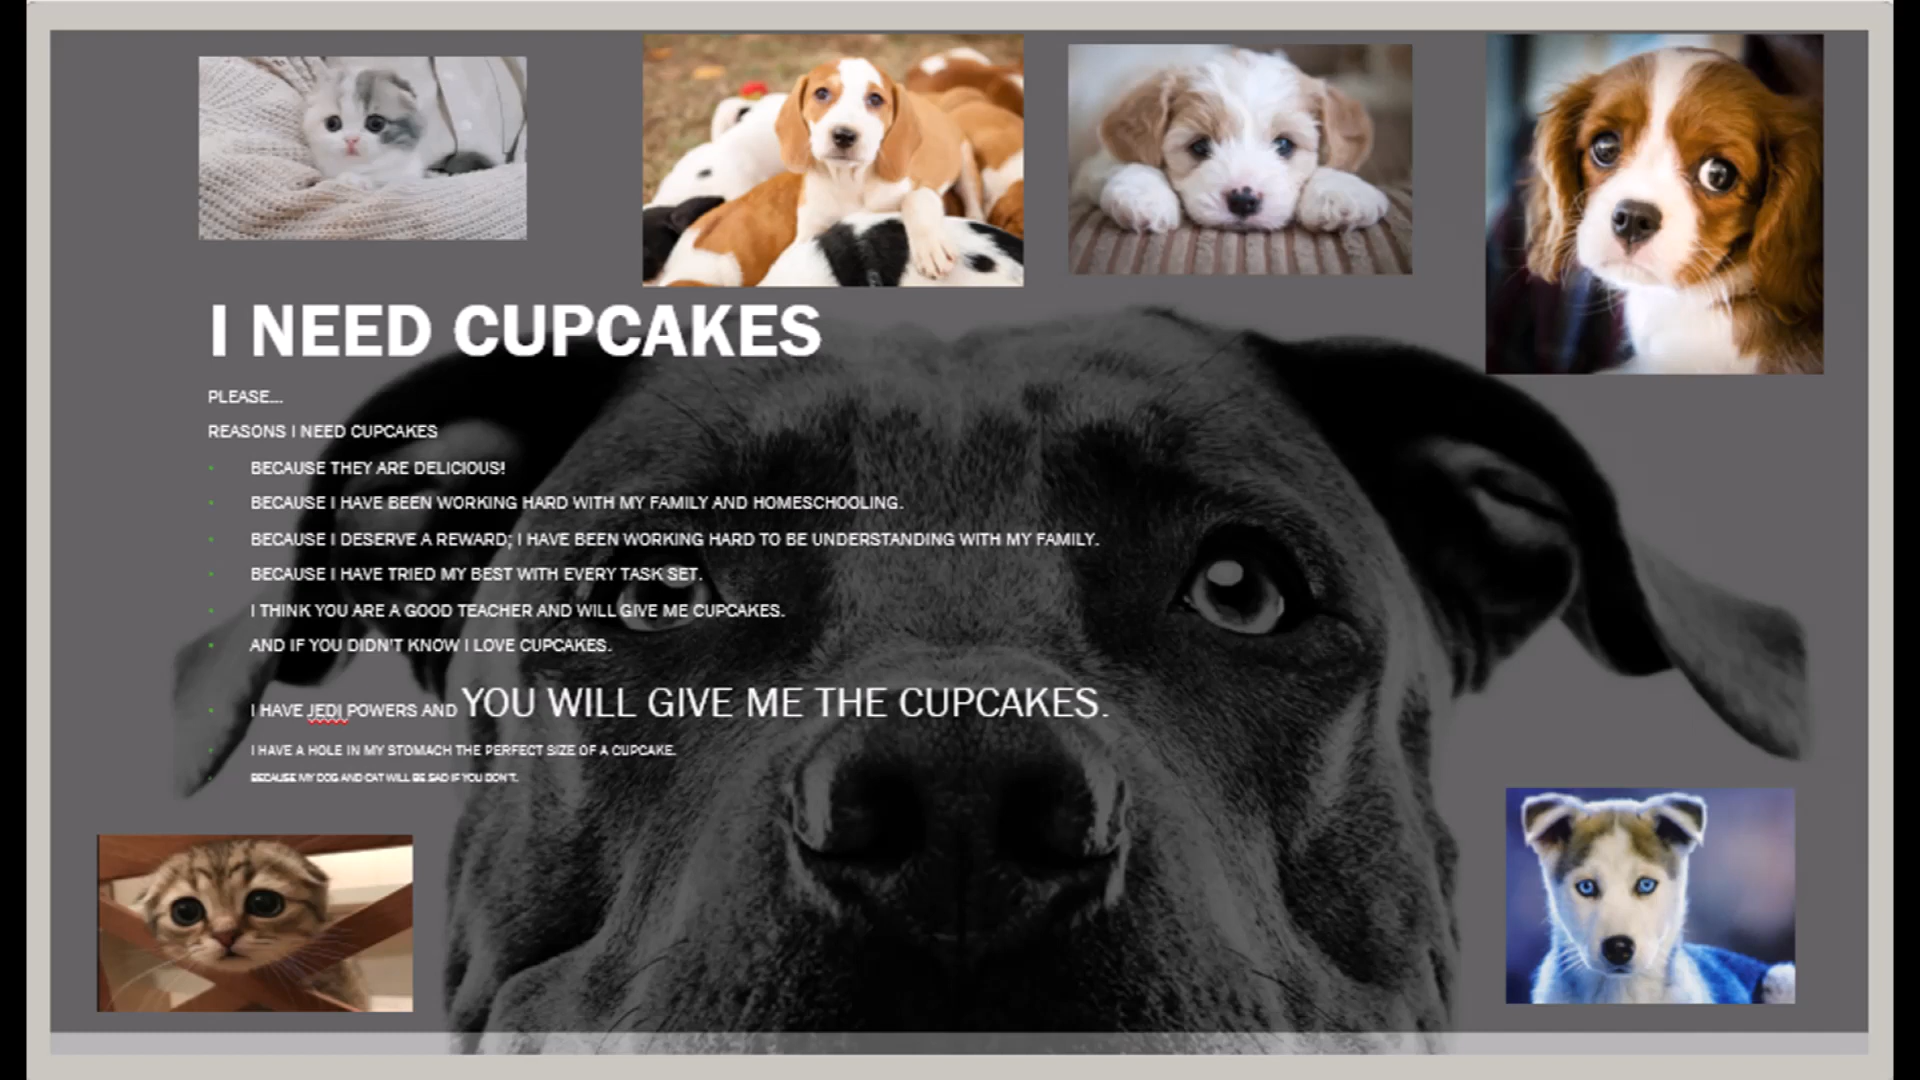 I NEED CUPCAKES
PLEASE....
REASONS I NEED CUPCAKES
BECAUSE THEY ARE DELICIOUS!
BECAUSE I HAVE BEEN WORKING HARD WITH MY FAMILY AND HOMESCHOOLING.
BECAUSE I DESERVE A REWARD; I HAVE BEEN WORKING HARD TO BE UNDERSTANDING WITH MY FAMILY.
BECAUSE I HAVE TRIED MY BEST WITH EVERY TASK SET.
I THINK YOU ARE A GOOD TEACHER AND WILL GIVE ME CUPCAKES.
AND IF YOU DIDN'T KNOW I LOVE CUPCAKES.
I HAVE JEDI POWERS AND YOU WILL GIVE ME THE CUPCAKES.
I HAVE A HOLE IN MY STOMACH THE PERFECT SIZE OF A CUPCAKE.
BECAUSE MY DOG AND CAT WILL BE SAD IF YOU DON'T.